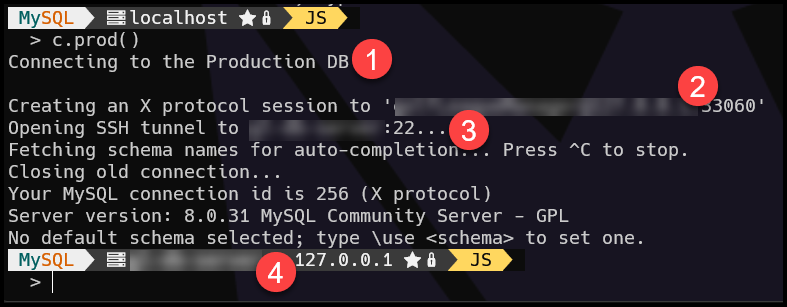 MySQL localhost ★ JS
> c.prod()
Connecting to the Production DB 1
2
Creating an X protocol session to ' 33060'
Opening SSH tunnel to :22... 3
Fetching schema names for auto-completion... Press ^C to stop.
Closing old connection...
Your MySQL connection id is 256 (X protocol)
Server version: 8.0.31 MySQL Community Server - GPL
No default schema selected; type \use <schema> to set one.
MySQL 4 127.0.0.1 ★ JS
>